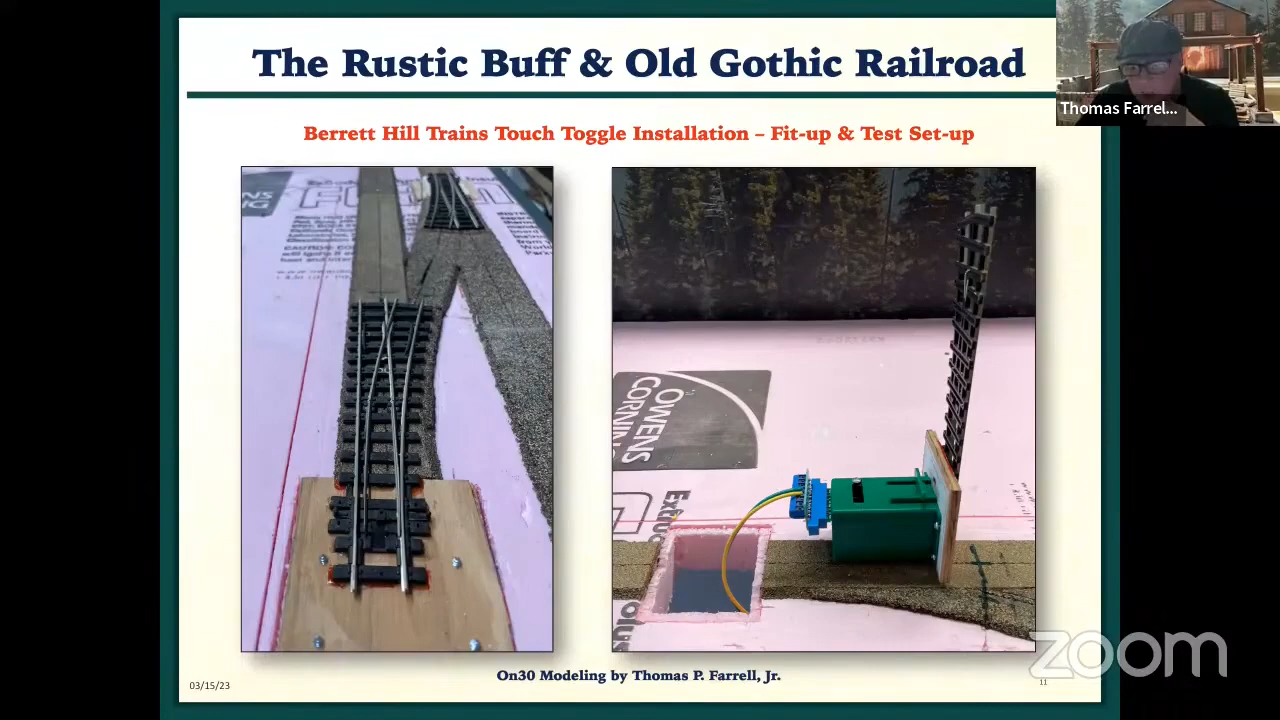 The Rustic Buff & Old Gothic Railroad
Thomas Farrel...
Berrett Hill Trains Touch Toggle Installation – Fit-up & Test Set-up
OWENS
CORNING
On30 Modeling by Thomas P. Farrell, Jr.
03/15/23
11
zoom